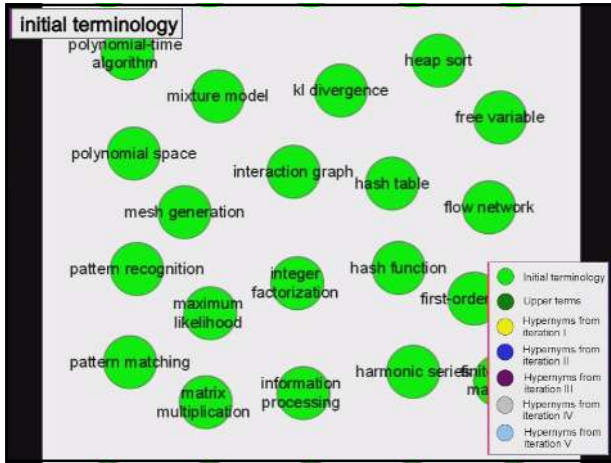 initial terminology
polynomial-time
algorithm
mixture model
kl divergence
heap sort
free variable
polynomial space
interaction graph
hash table
mesh generation
flow network
pattern recognition
integer
factorization
hash function
first-order
maximum
likelihood
pattern matching
matrix
multiplication
information
processing
harmonic series
Initial terminology
Upper terms
Hypernyms from
iteration I
Hypernyms from
iteration II
Hypernyms from
iteration III
Hypernyms from
iteration IV
Hypernyms from
iteration V